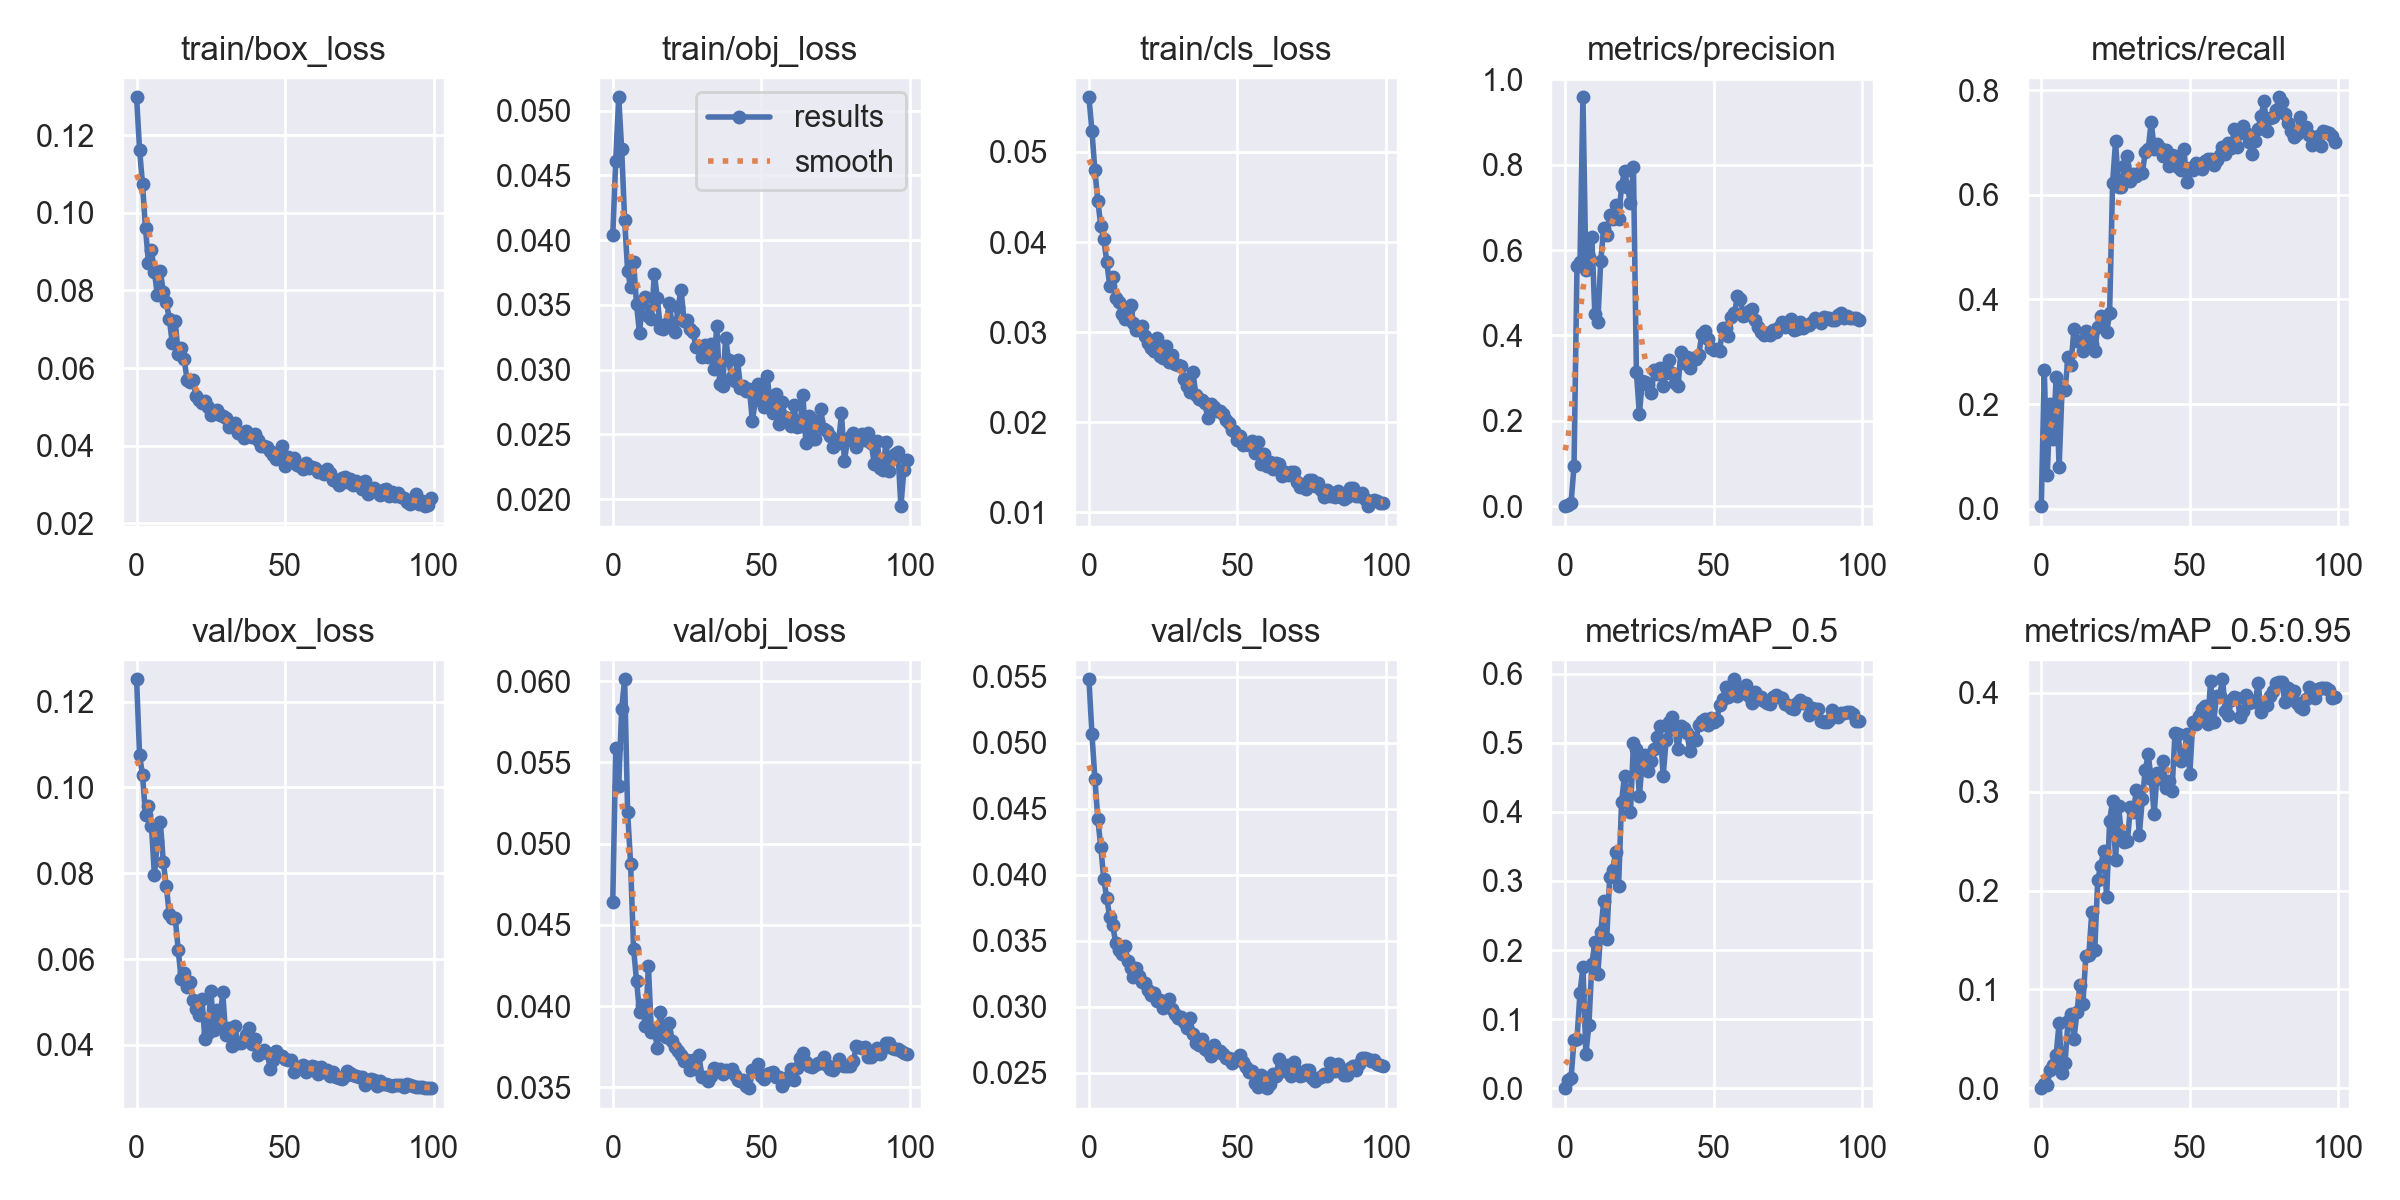 train/box_loss
0.12
0.10
0.08
0.06
0.04
0.02
0 50 100
train/obj_loss
results
smooth
0.050
0.045
0.040
0.035
0.030
0.025
0.020
0 50 100
train/cls_loss
0.05
0.04
0.03
0.02
0.01
0 50 100
metrics/precision
1.0
0.8
0.6
0.4
0.2
0.0
0 50 100
metrics/recall
0.8
0.6
0.4
0.2
0.0
0 50 100
val/box_loss
0.12
0.10
0.08
0.06
0.04
0 50 100
val/obj_loss
0.060
0.055
0.050
0.045
0.040
0.035
0 50 100
val/cls_loss
0.055
0.050
0.045
0.040
0.035
0.030
0.025
0 50 100
metrics/mAP_0.5
0.6
0.5
0.4
0.3
0.2
0.1
0.0
0 50 100
metrics/mAP_0.5:0.95
0.4
0.3
0.2
0.1
0.0
0 50 100